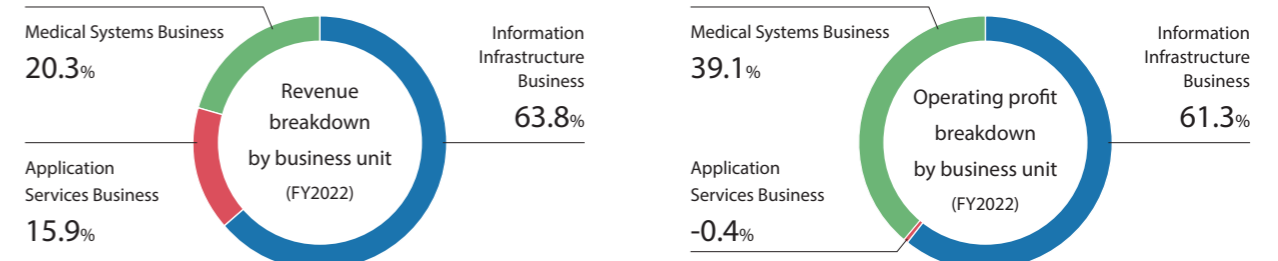 Medical Systems Business
20.3%
Application
Services Business
15.9%
Revenue
breakdown
by business unit
(FY2022)
Information
Infrastructure
Business
63.8%
Medical Systems Business
39.1%
Application
Services Business
-0.4%
Operating profit
breakdown
by business unit
(FY2022)
Information
Infrastructure
Business
61.3%